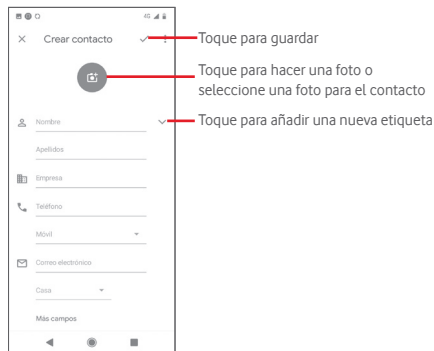 4G
Crear contacto
Toque para guardar
Toque para hacer una foto o
seleccione una foto para el contacto
Nombre
Toque para añadir una nueva etiqueta
Apellidos
Empresa
Teléfono
Móvil
Correo electrónico
Casa
Más campos